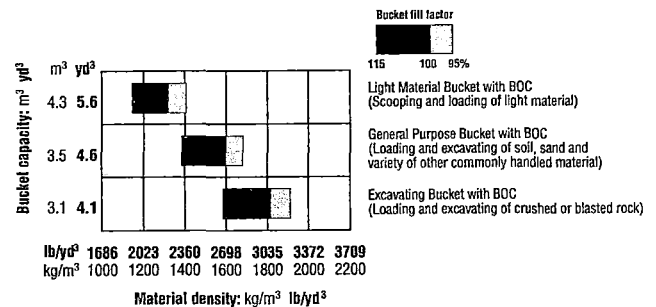 Bucket fill factor
115 100 95%
m³ yd³
4.3 5.6
Light Material Bucket with BOC
(Scooping and loading of light material)
3.5 4.6
General Purpose Bucket with BOC
(Loading and excavating of soil, sand and
variety of other commonly handled material)
3.1 4.1
Excavating Bucket with BOC
(Loading and excavating of crushed or blasted rock)
Bucket capacity: m³ yd³
lb/yd³ 1686 2023 2360 2698 3035 3372 3709
kg/m³ 1000 1200 1400 1600 1800 2000 2200
Material density: kg/m³ lb/yd³